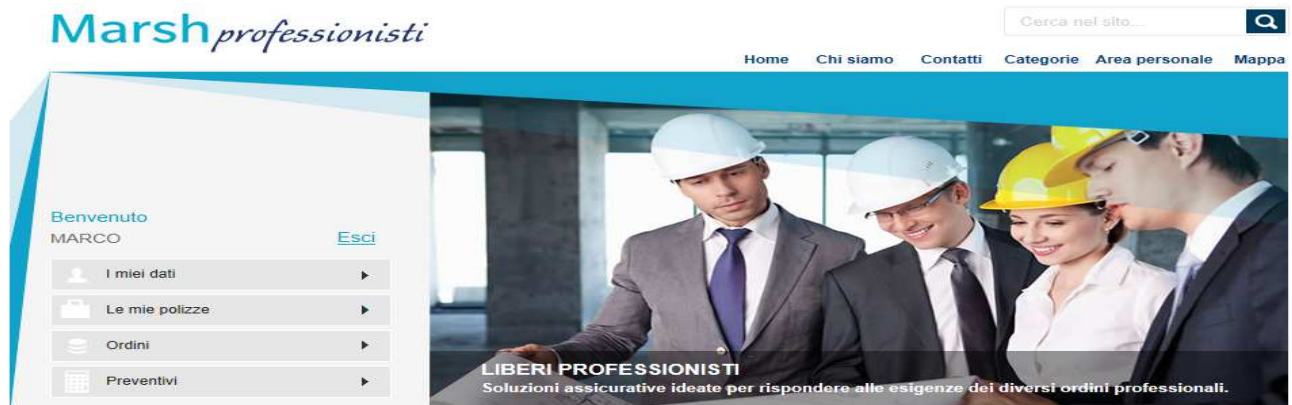 Marsh professionisti
Cerca nel sito...
Home Chi siamo Contatti Categorie Area personale Mappa
Benvenuto
MARCO Esci
I miei dati
Le mie polizze
Ordini
Preventivi
LIBERI PROFESSIONISTI
Soluzioni assicurative ideate per rispondere alle esigenze dei diversi ordini professionali.